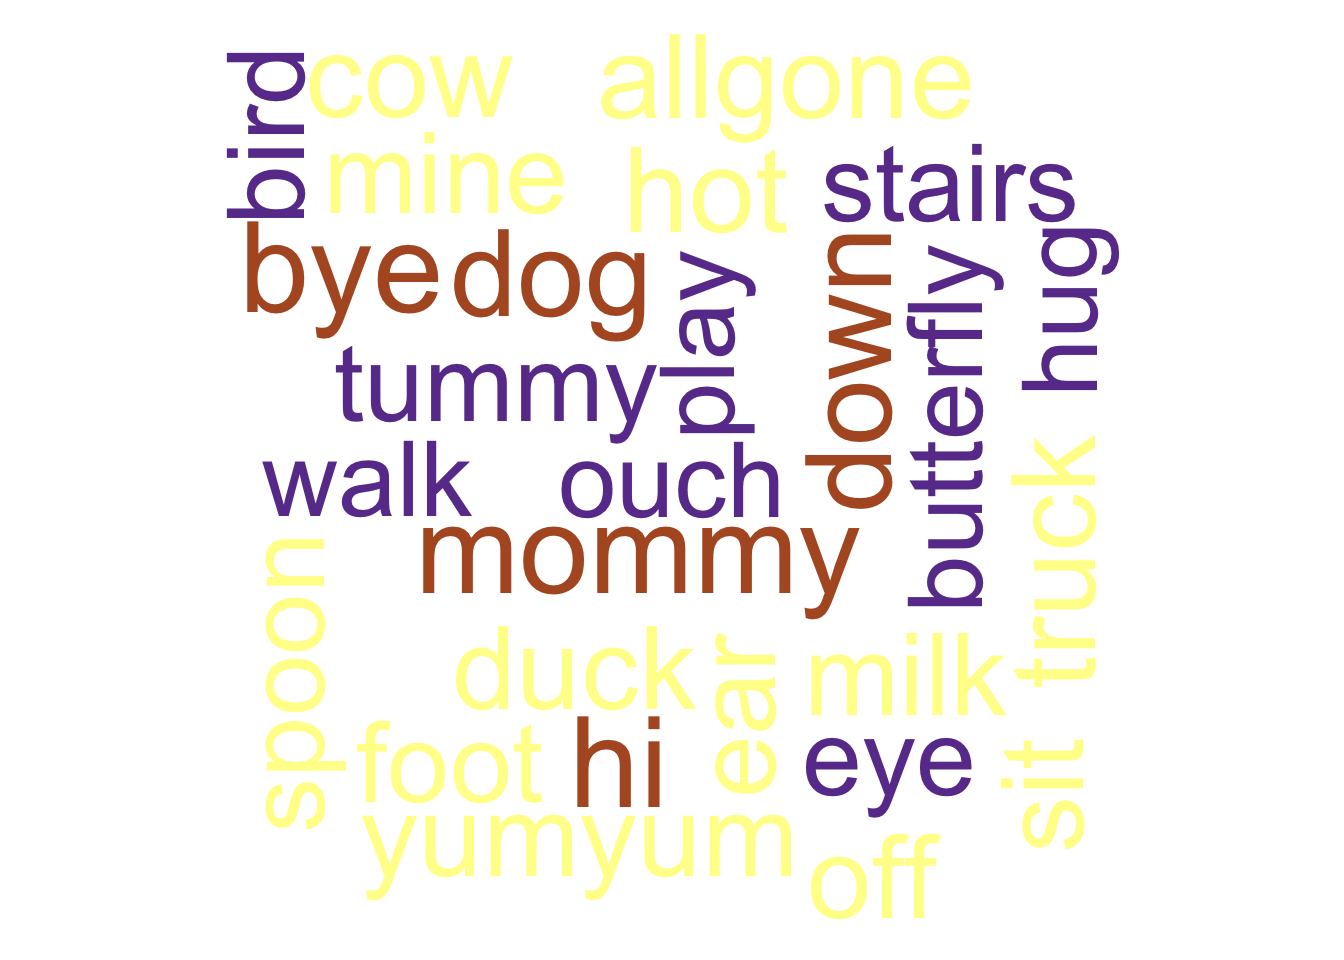 bird
cow
allgone
mine
hot
stairs
bye
dog
play
down
butterfly
hug
tummy
walk
ouch
mommy
truck
spoon
duck
ear
milk
foot
hi
eye
sit
yumyum
off